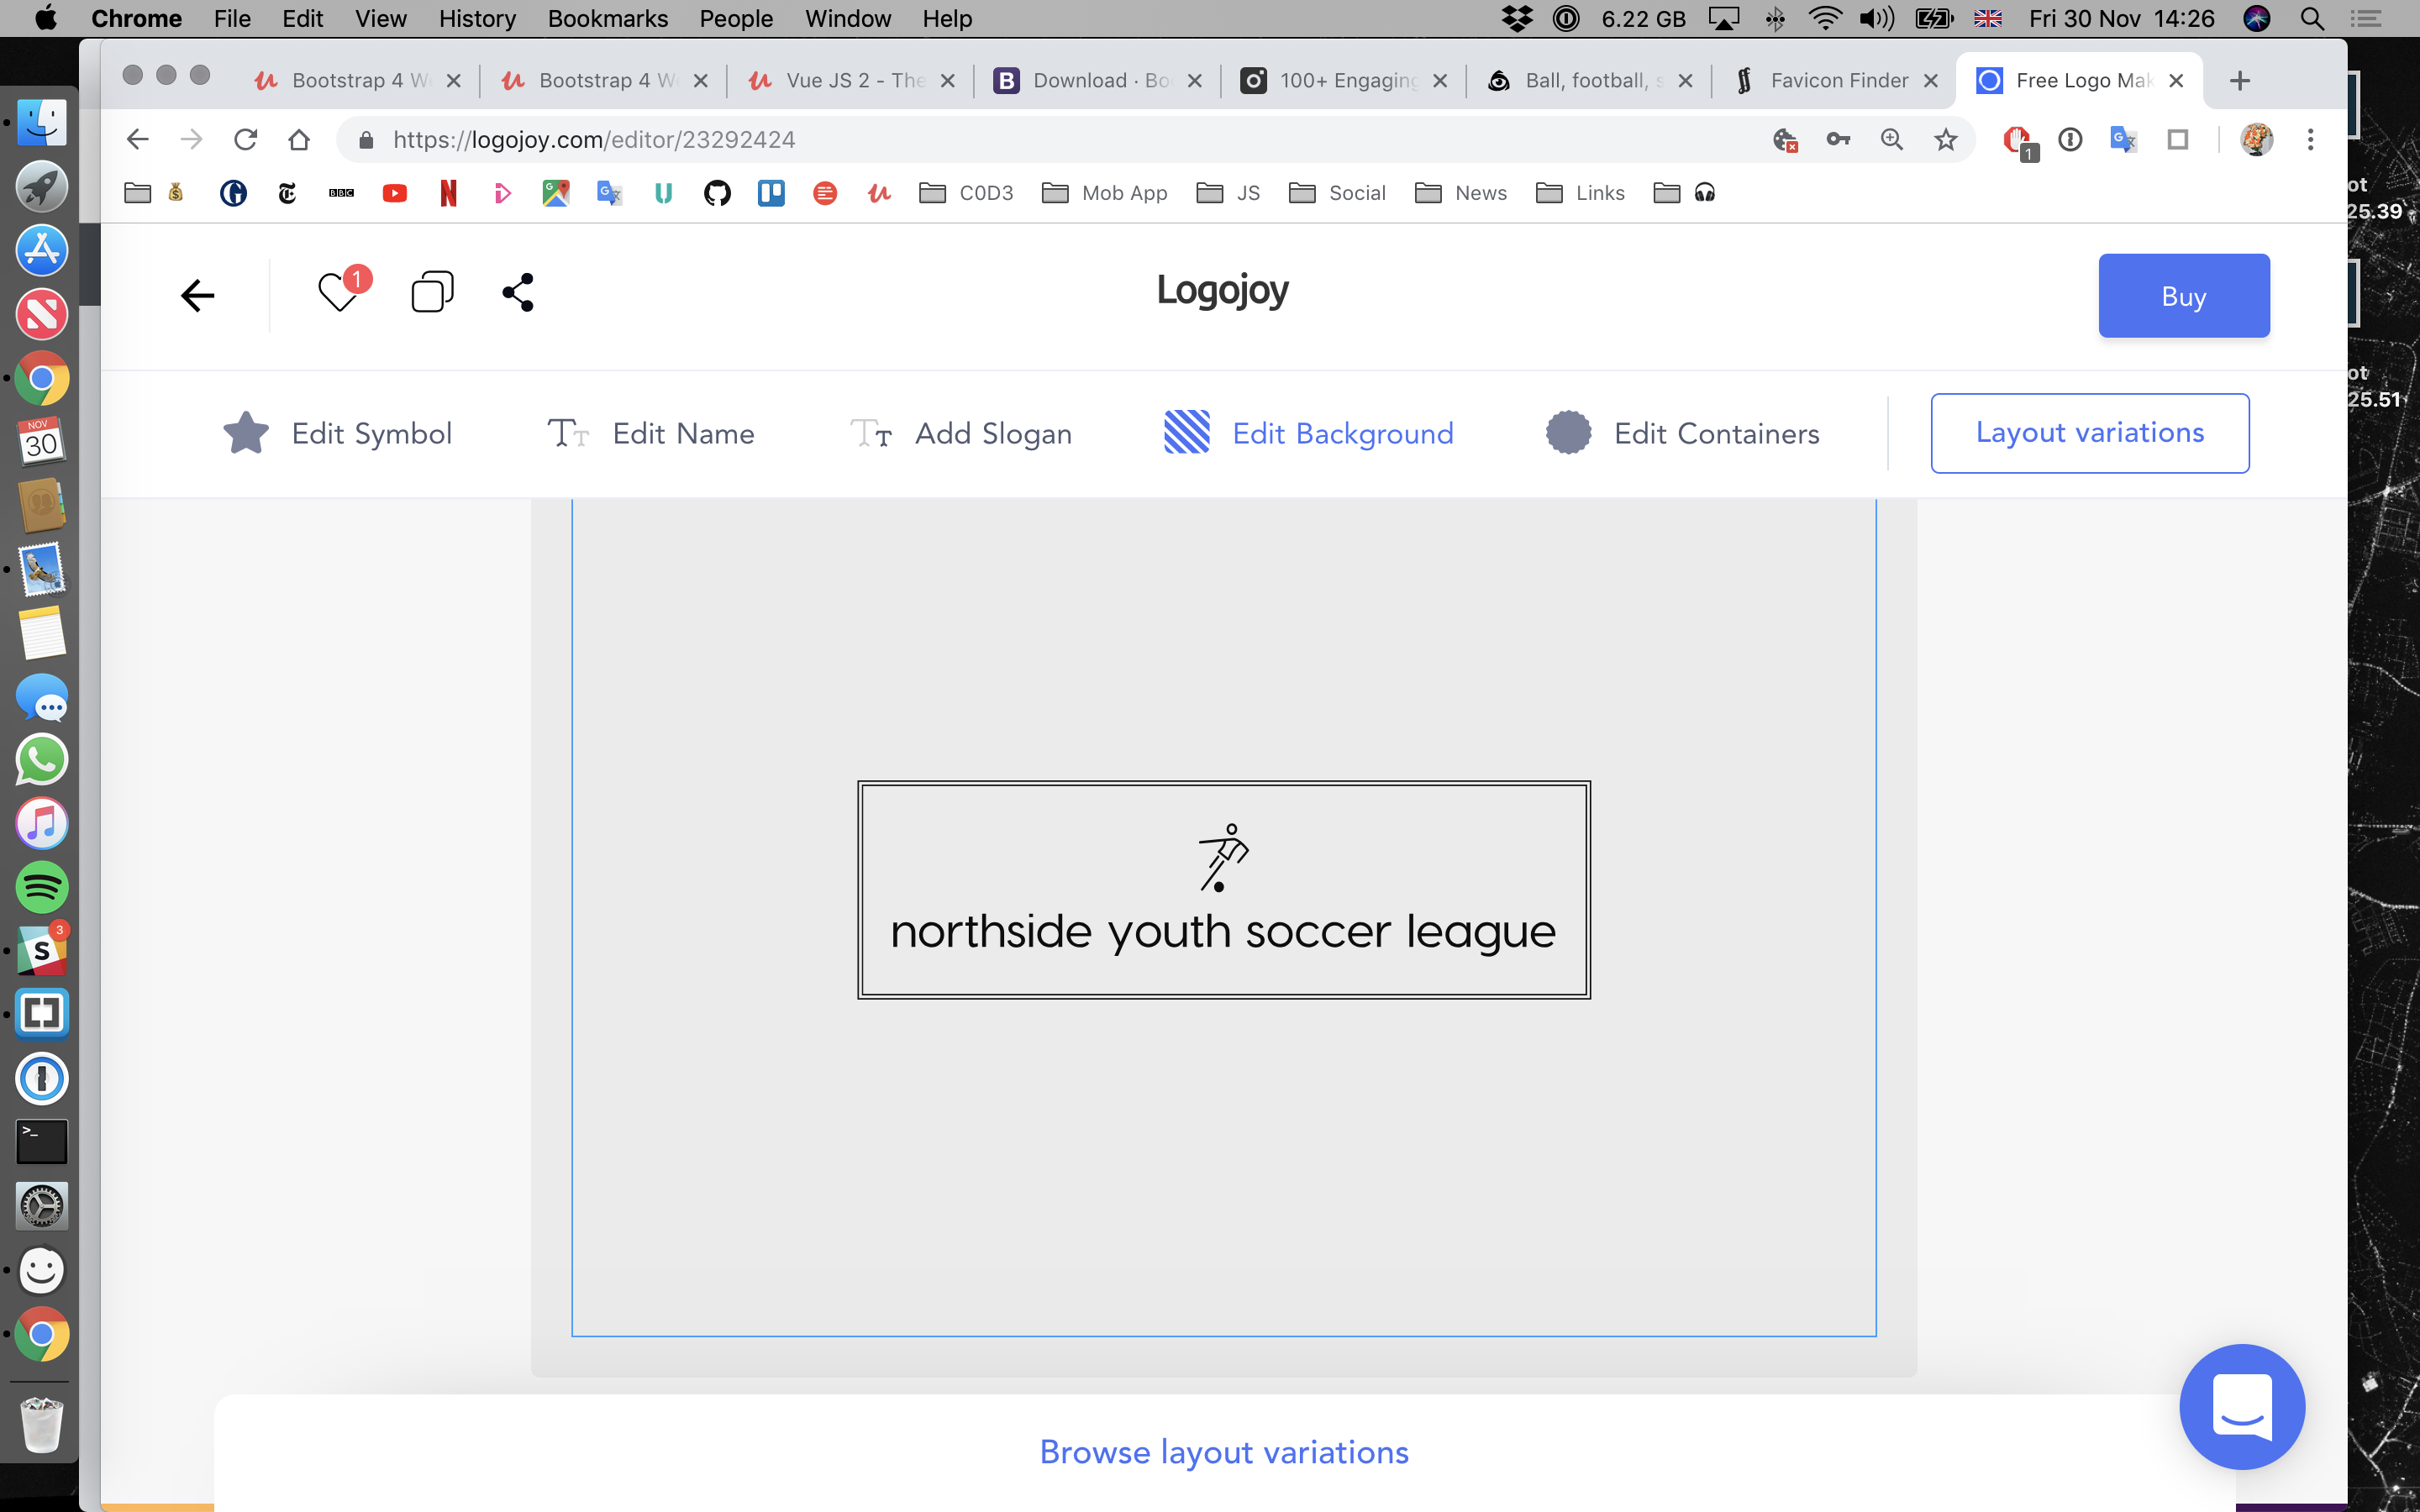 Chrome File Edit View History Bookmarks People Window Help 6.22 GB Fri 30 Nov 14:26
Bootstrap 4 W Bootstrap 4 W Vue JS 2 - The Download · Bo 100+ Engaging Ball, football, s Favicon Finder Free Logo Mak
https://logojoy.com/editor/23292424
1
BBC C0D3 Mob App JS Social News Links
ot
25.39
1
Logojoy
Buy
ot
25.51
Edit Symbol Edit Name Add Slogan Edit Background Edit Containers Layout variations
NOV
30
northside youth soccer league
3
S
>_
Browse layout variations